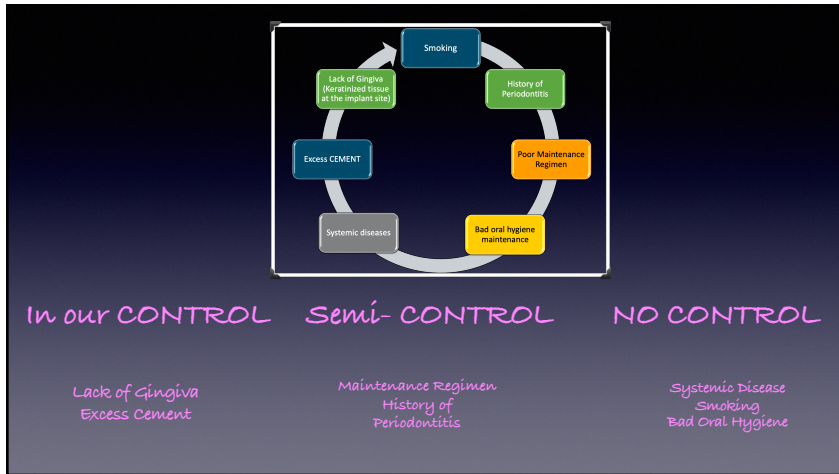 Smoking
History of
Periodontitis
Poor Maintenance
Regimen
Bad oral hygiene
maintenance
Systemic diseases
Excess CEMENT
Lack of Gingiva
(Keratinized tissue
at the implant site)
In our CONTROL
Semi- CONTROL
NO CONTROL
Lack of Gingiva
Excess Cement
Maintenance Regimen
History of
Periodontitis
Systemic Disease
Smoking
Bad Oral Hygiene